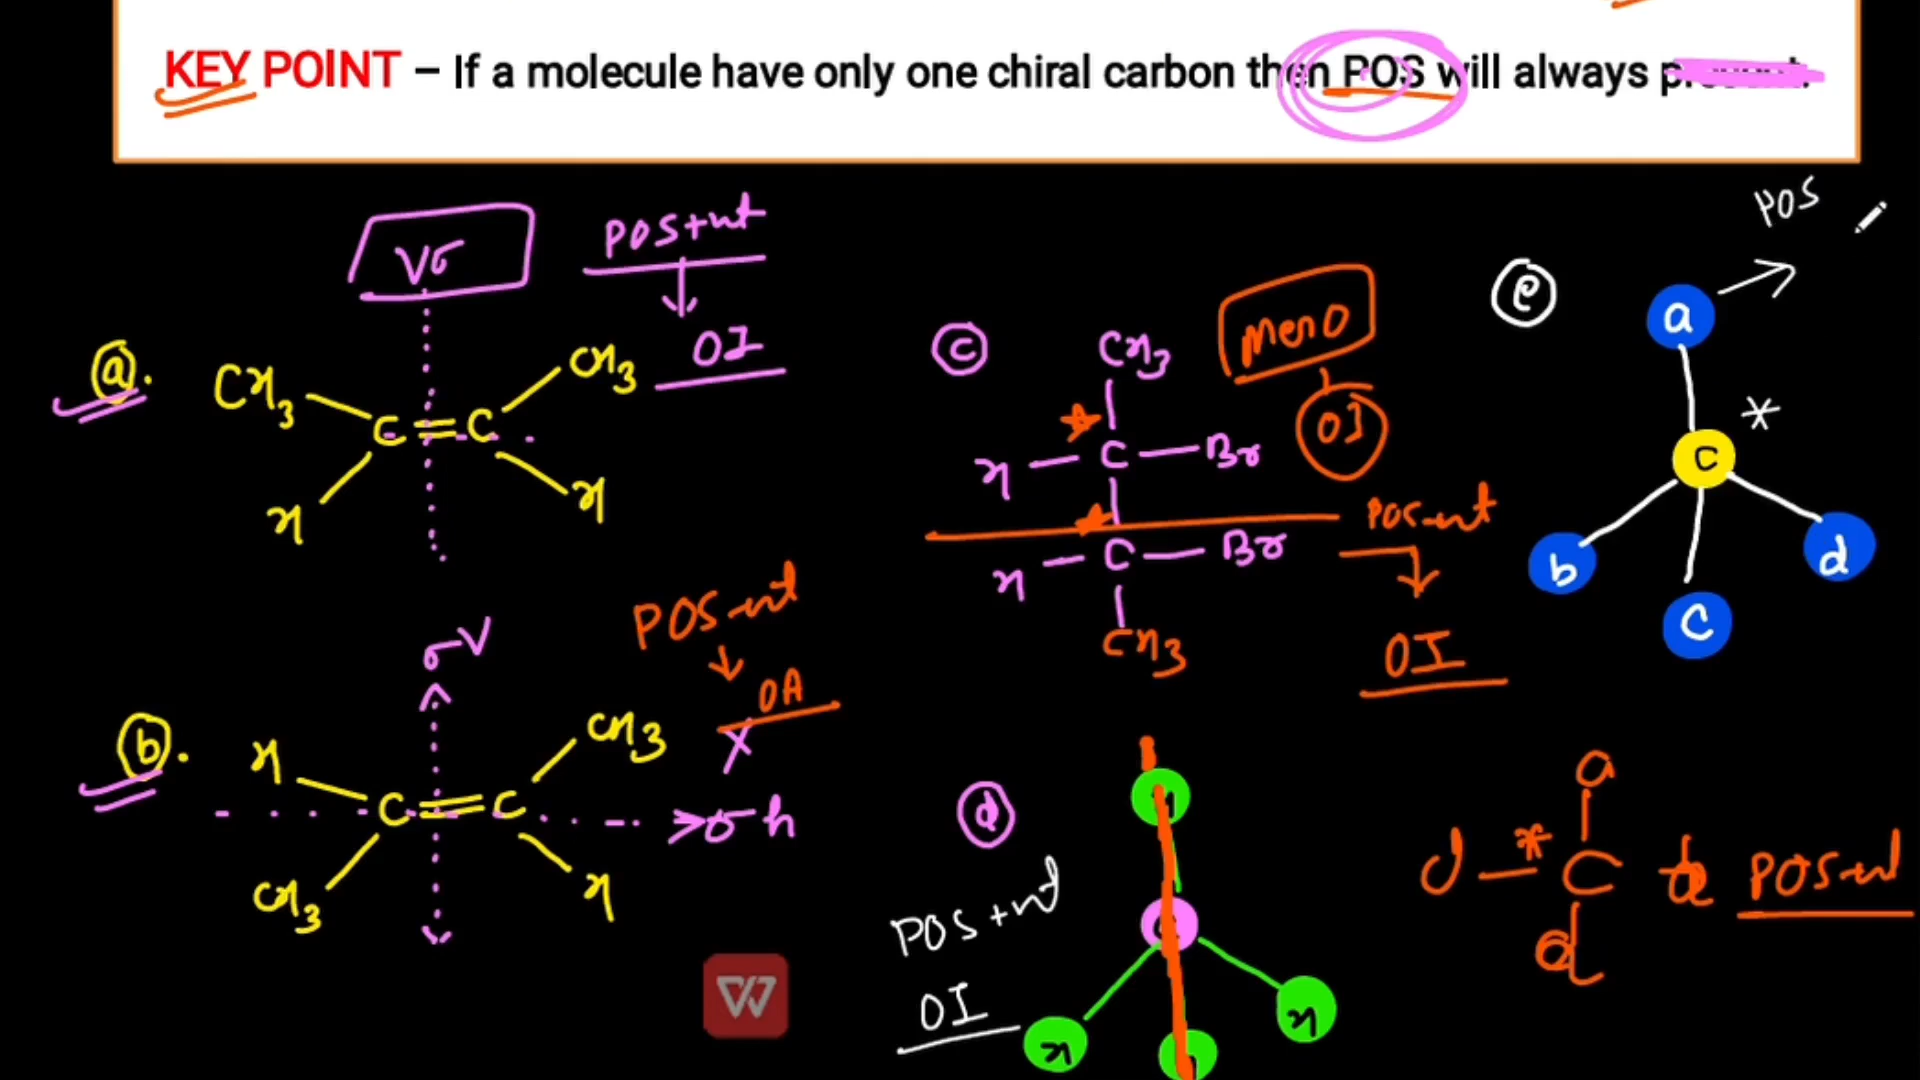 KEY POINT – If a molecule have only one chiral carbon then POS will always
Vσ
POS+nt
OI
a.
CH3
CH3
C = C
H
H
σV
POS-nt
OA
X
b.
H
CH3
C = C
σh
CH3
H
c
CH3
Meso
OI
H — C — Br
POS-nt
H — C — Br
OI
CH3
d
POS+nt
OI
H
H
e
POS
a
C *
b
d
C
a
* C
d
POS-nt
W